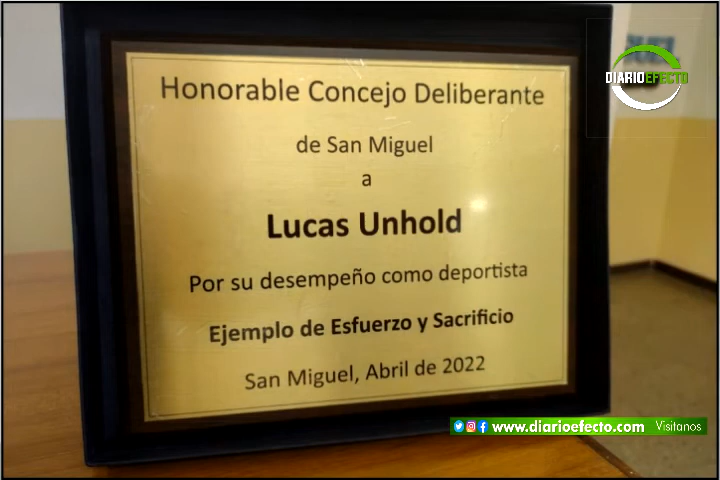 Honorable Concejo Deliberante
de San Miguel
a
Lucas Unhold
Por su desempeño como deportista
Ejemplo de Esfuerzo y Sacrificio
San Miguel, Abril de 2022
DIARIOEFECTO
www.diarioefecto.com Visitanos